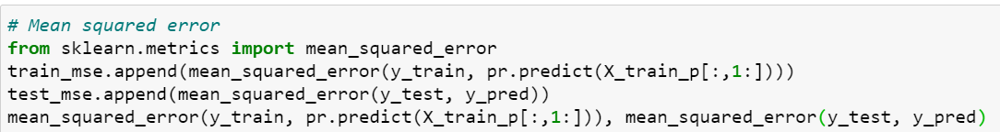 # Mean squared error
from sklearn.metrics import mean_squared_error
train_mse.append(mean_squared_error(y_train, pr.predict(X_train_p[:,1:])))
test_mse.append(mean_squared_error(y_test, y_pred))
mean_squared_error(y_train, pr.predict(X_train_p[:,1:])), mean_squared_error(y_test, y_pred)